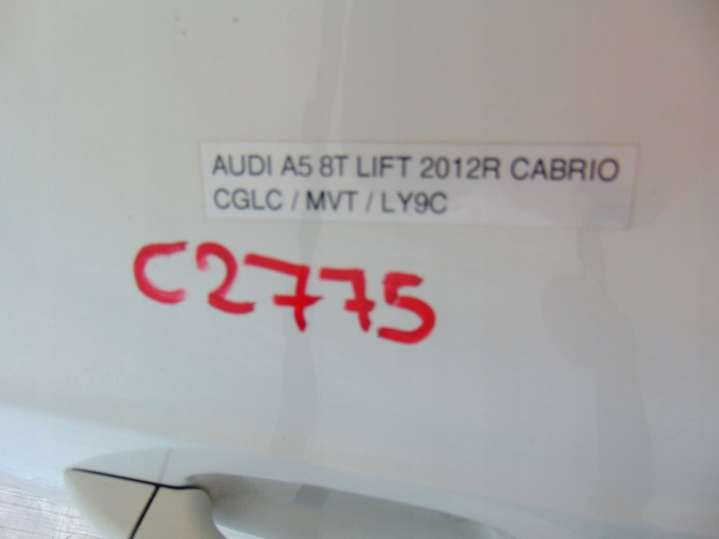 AUDI A5 8T LIFT 2012R CABRIO
CGLC / MVT / LY9C
C2775